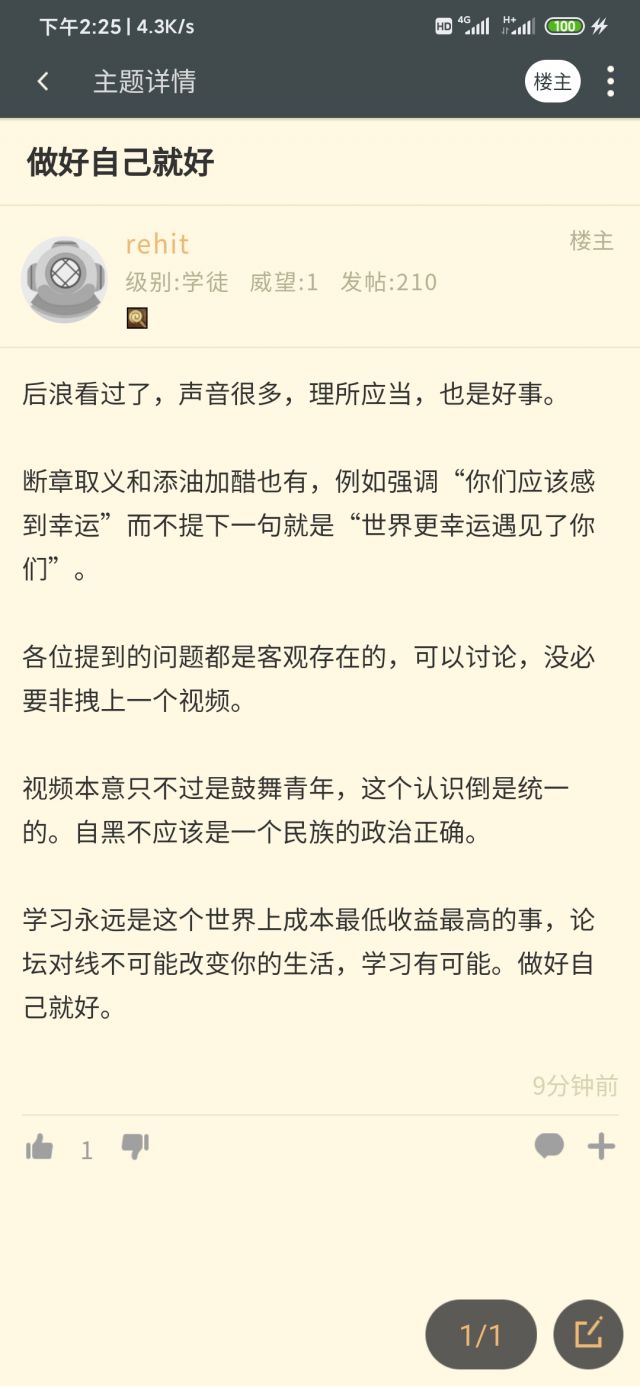 下午2:25 | 4.3K/s
HD 4G H+ 100
主题详情
楼主
做好自己就好
rehit
楼主
级别:学徒 威望:1 发帖:210
后浪看过了，声音很多，理所应当，也是好事。
断章取义和添油加醋也有，例如强调“你们应该感
到幸运”而不提下一句就是“世界更幸运遇见了你
们”。
各位提到的问题都是客观存在的，可以讨论，没必
要非拽上一个视频。
视频本意只不过是鼓舞青年，这个认识倒是统一
的。自黑不应该是一个民族的政治正确。
学习永远是这个世界上成本最低收益最高的事，论
坛对线不可能改变你的生活，学习有可能。做好自
己就好。
9分钟前
1
1/1